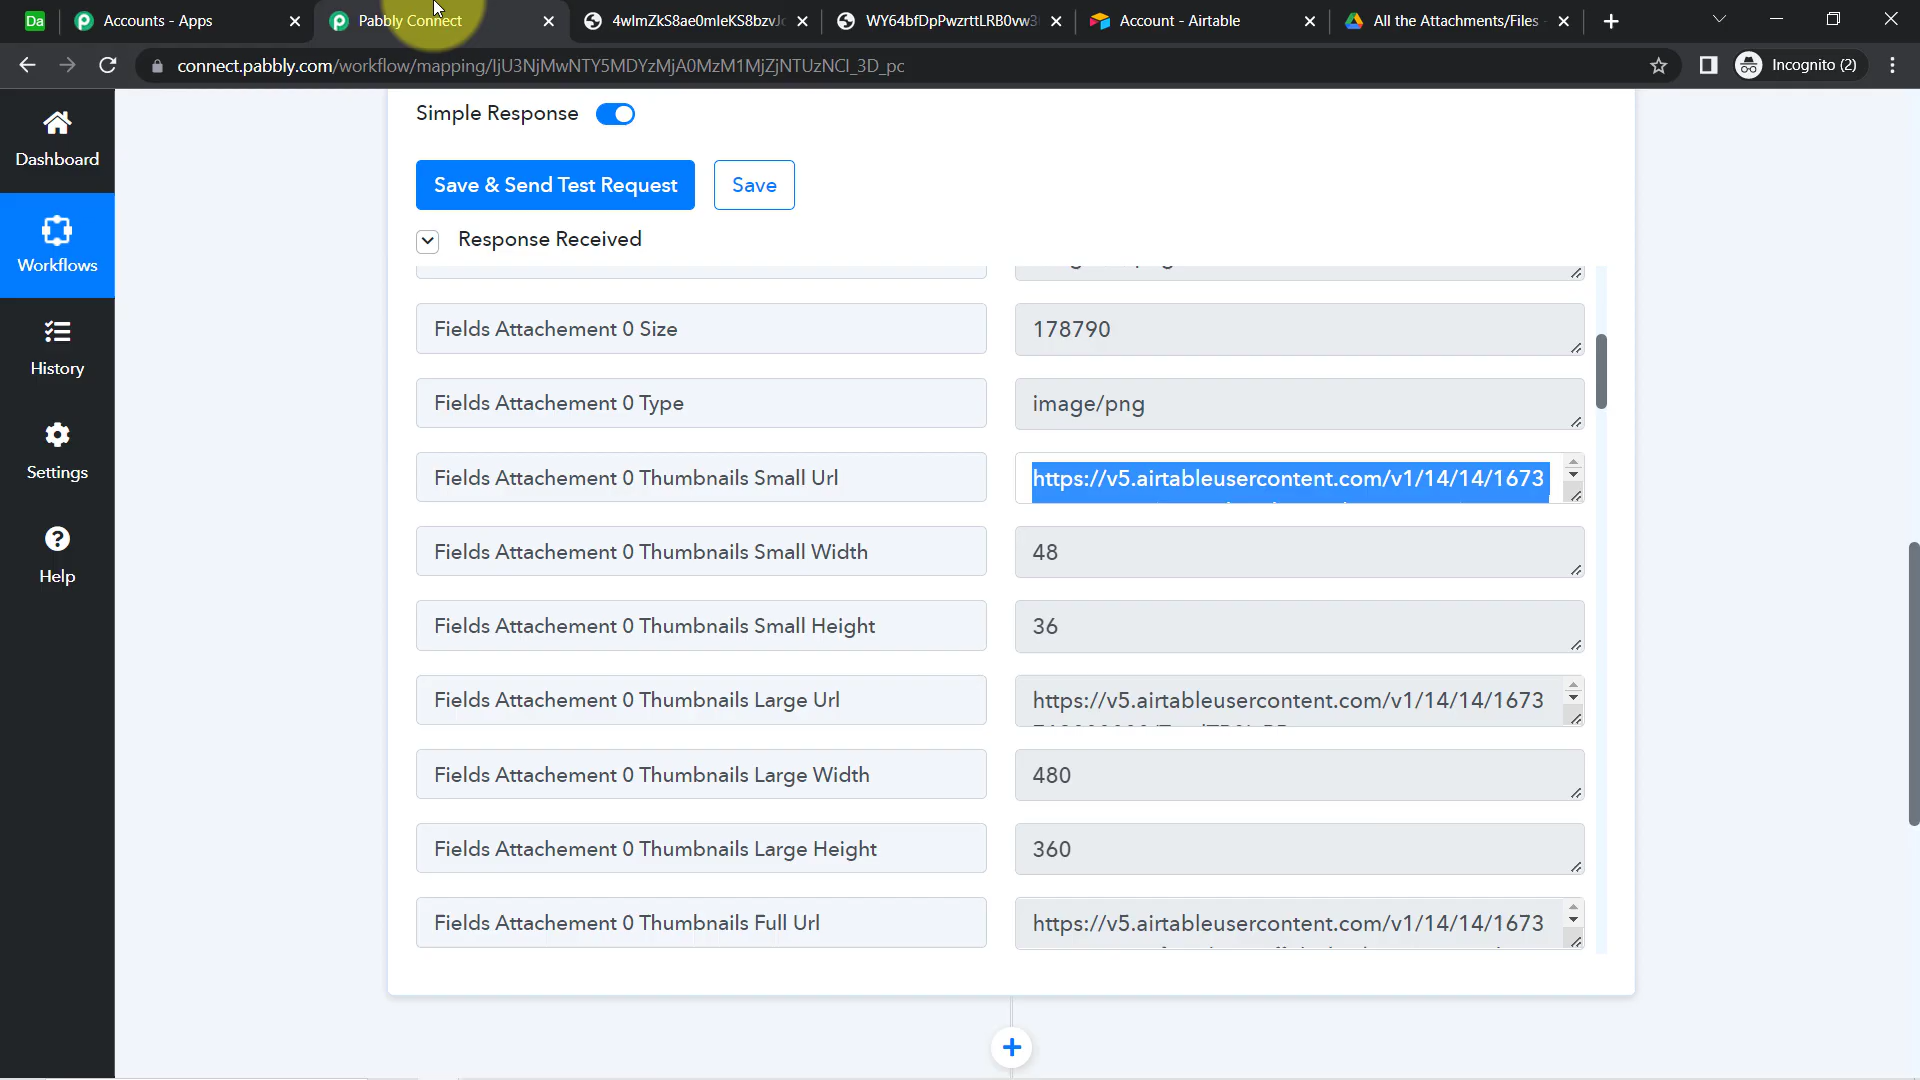 Da
Accounts - Apps
Pabbly Connect
4wlmZkS8ae0mleKS8bzvJ
WY64bfDpPwzrttLRB0vw3
Account - Airtable
All the Attachments/Files
connect.pabbly.com/workflow/mapping/IjU3NjMwNTY5MDYzMjA0MzM1MjZjNTUzNCI_3D_pc
Incognito (2)
Dashboard
Workflows
History
Settings
Help
Simple Response
Save & Send Test Request
Save
Response Received
Fields Attachement 0 Size
178790
Fields Attachement 0 Type
image/png
Fields Attachement 0 Thumbnails Small Url
https://v5.airtableusercontent.com/v1/14/14/1673
Fields Attachement 0 Thumbnails Small Width
48
Fields Attachement 0 Thumbnails Small Height
36
Fields Attachement 0 Thumbnails Large Url
https://v5.airtableusercontent.com/v1/14/14/1673
Fields Attachement 0 Thumbnails Large Width
480
Fields Attachement 0 Thumbnails Large Height
360
Fields Attachement 0 Thumbnails Full Url
https://v5.airtableusercontent.com/v1/14/14/1673